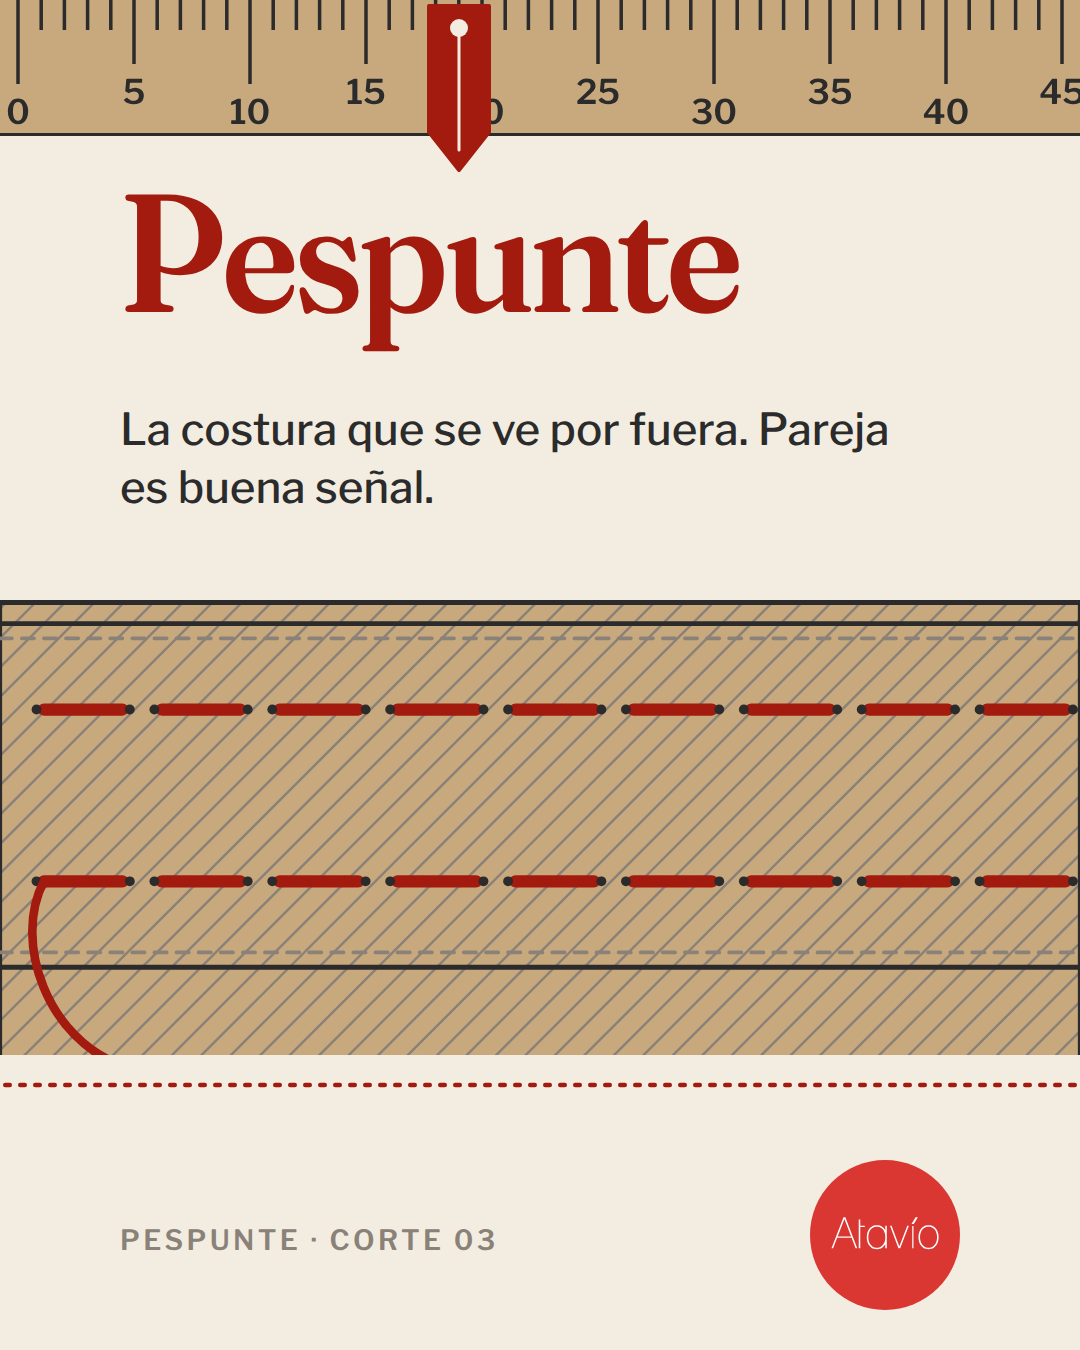 0 5 10 15 0 25 30 35 40 45
Pespunte
La costura que se ve por fuera. Pareja
es buena señal.
PESPUNTE · CORTE 03
Atavío